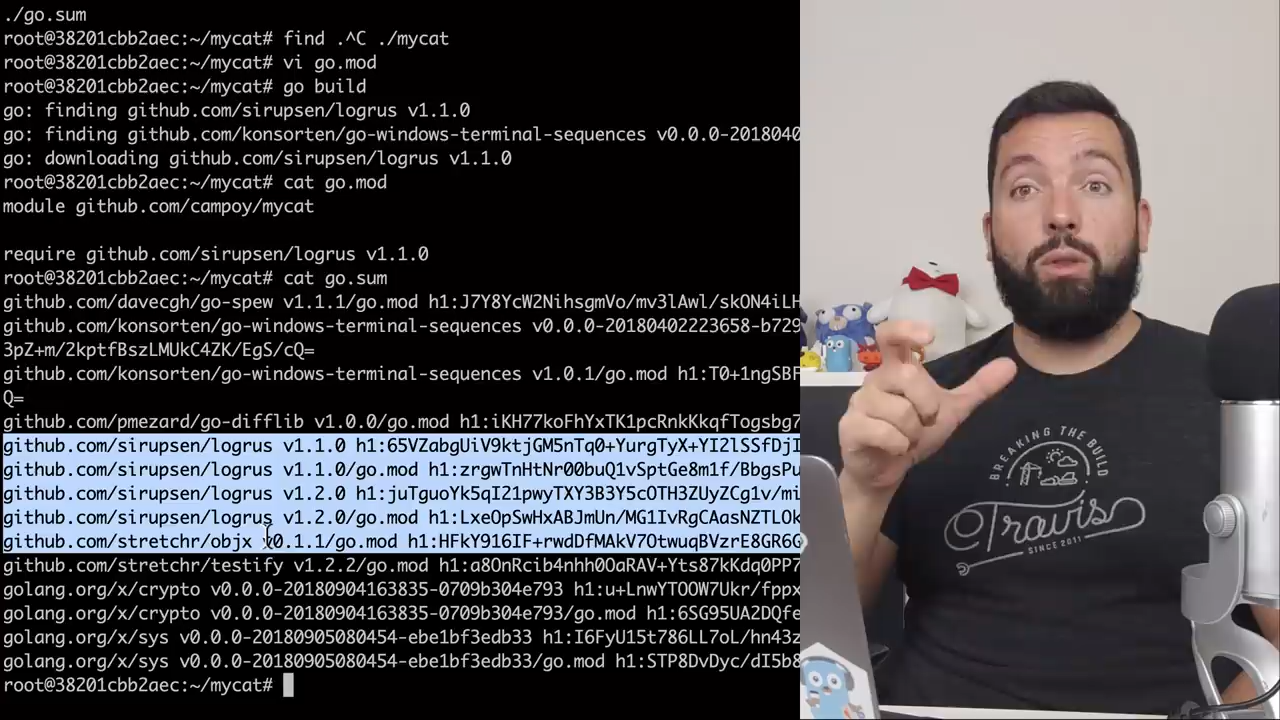 ./go.sum
root@38201cbb2aec:~/mycat# find .^C ./mycat
root@38201cbb2aec:~/mycat# vi go.mod
root@38201cbb2aec:~/mycat# go build
go: finding github.com/sirupsen/logrus v1.1.0
go: finding github.com/konsorten/go-windows-terminal-sequences v0.0.0-2018040
go: downloading github.com/sirupsen/logrus v1.1.0
root@38201cbb2aec:~/mycat# cat go.mod
module github.com/campoy/mycat
require github.com/sirupsen/logrus v1.1.0
root@38201cbb2aec:~/mycat# cat go.sum
github.com/davecgh/go-spew v1.1.1/go.mod h1:J7Y8YcW2NihsgmVo/mv3lAwl/skON4iLH
github.com/konsorten/go-windows-terminal-sequences v0.0.0-20180402223658-b729
3pZ+m/2kptfBszLMUkC4ZK/EgS/cQ=
github.com/konsorten/go-windows-terminal-sequences v1.0.1/go.mod h1:T0+1ngSBF
Q=
github.com/pmezard/go-difflib v1.0.0/go.mod h1:iKH77koFhYxTK1pcRnkKkqfTogsbg7
github.com/sirupsen/logrus v1.1.0 h1:65VZabgUiV9ktjGM5nTq0+YurgTyX+YI2lSSfDjI
github.com/sirupsen/logrus v1.1.0/go.mod h1:zrgwTnHtNr00buQ1vSptGe8m1f/BbgsPu
github.com/sirupsen/logrus v1.2.0 h1:juTguoYk5qI21pwyTXY3B3Y5cOTH3ZUyZCg1v/mi
github.com/sirupsen/logrus v1.2.0/go.mod h1:LxeOpSwHxABJmUn/MG1IvRgCAasNZTLOk
github.com/stretchr/objx v0.1.1/go.mod h1:HFkY916IF+rwdDfMAkV7OtwuqBVzrE8GR6G
github.com/stretchr/testify v1.2.2/go.mod h1:a8OnRcib4nhh0OaRAV+Yts87kKdq0PP7
golang.org/x/crypto v0.0.0-20180904163835-0709b304e793 h1:u+LnwYTOOW7Ukr/fppx
golang.org/x/crypto v0.0.0-20180904163835-0709b304e793/go.mod h1:6SG95UA2DQfe
golang.org/x/sys v0.0.0-20180905080454-ebe1bf3edb33 h1:I6FyU15t786LL7oL/hn43z
golang.org/x/sys v0.0.0-20180905080454-ebe1bf3edb33/go.mod h1:STP8DvDyc/dI5b8
root@38201cbb2aec:~/mycat#
BREAKING THE BUILD
Travis
SINCE 2011